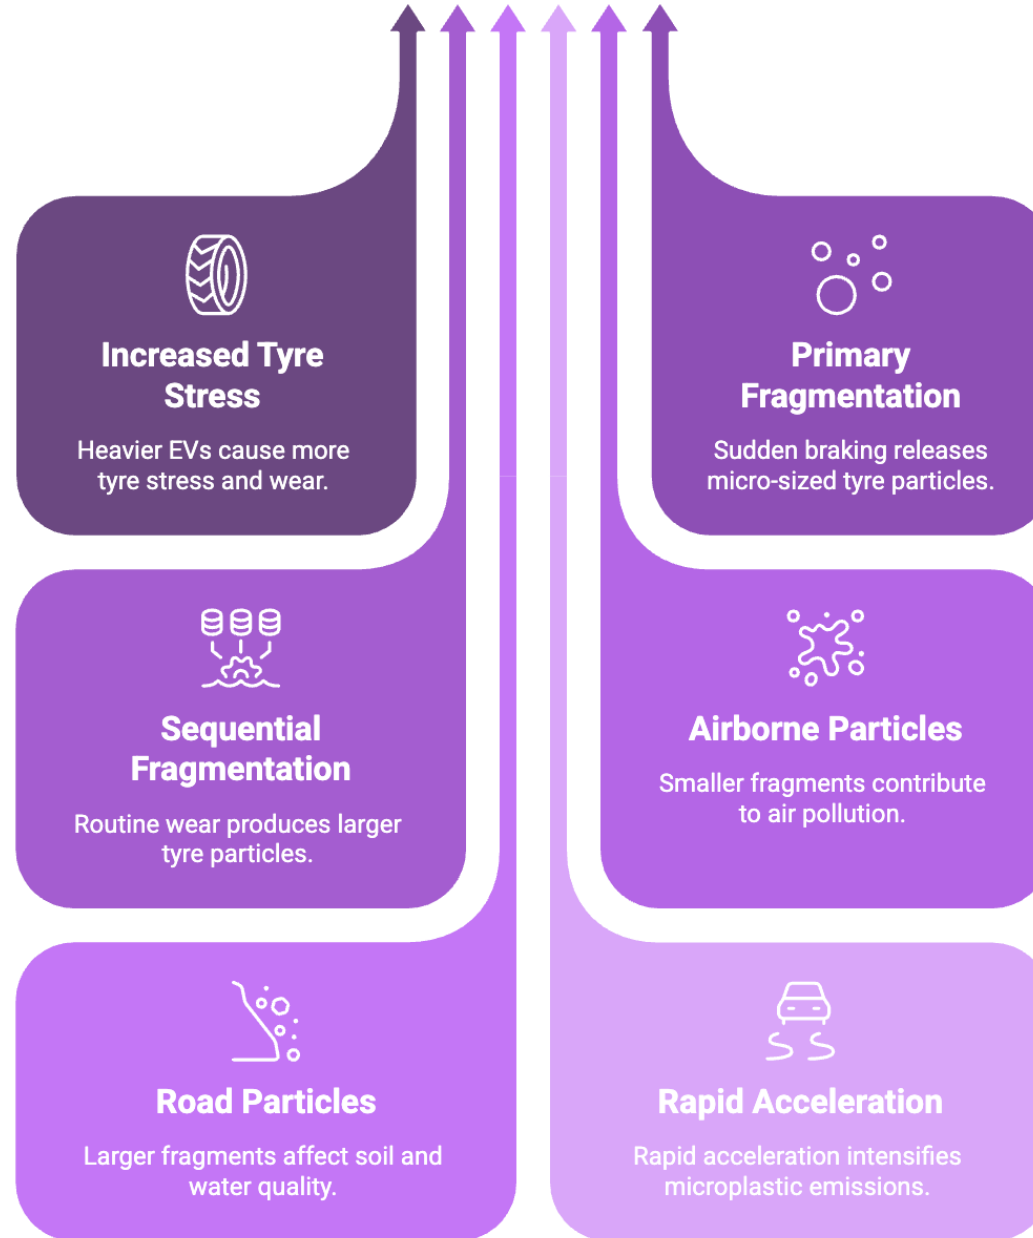 Increased Tyre
Stress
Heavier EVs cause more
tyre stress and wear.
Primary
Fragmentation
Sudden braking releases
micro-sized tyre particles.
Sequential
Fragmentation
Routine wear produces larger
tyre particles.
Airborne Particles
Smaller fragments contribute
to air pollution.
Road Particles
Larger fragments affect soil and
water quality.
Rapid Acceleration
Rapid acceleration intensifies
microplastic emissions.